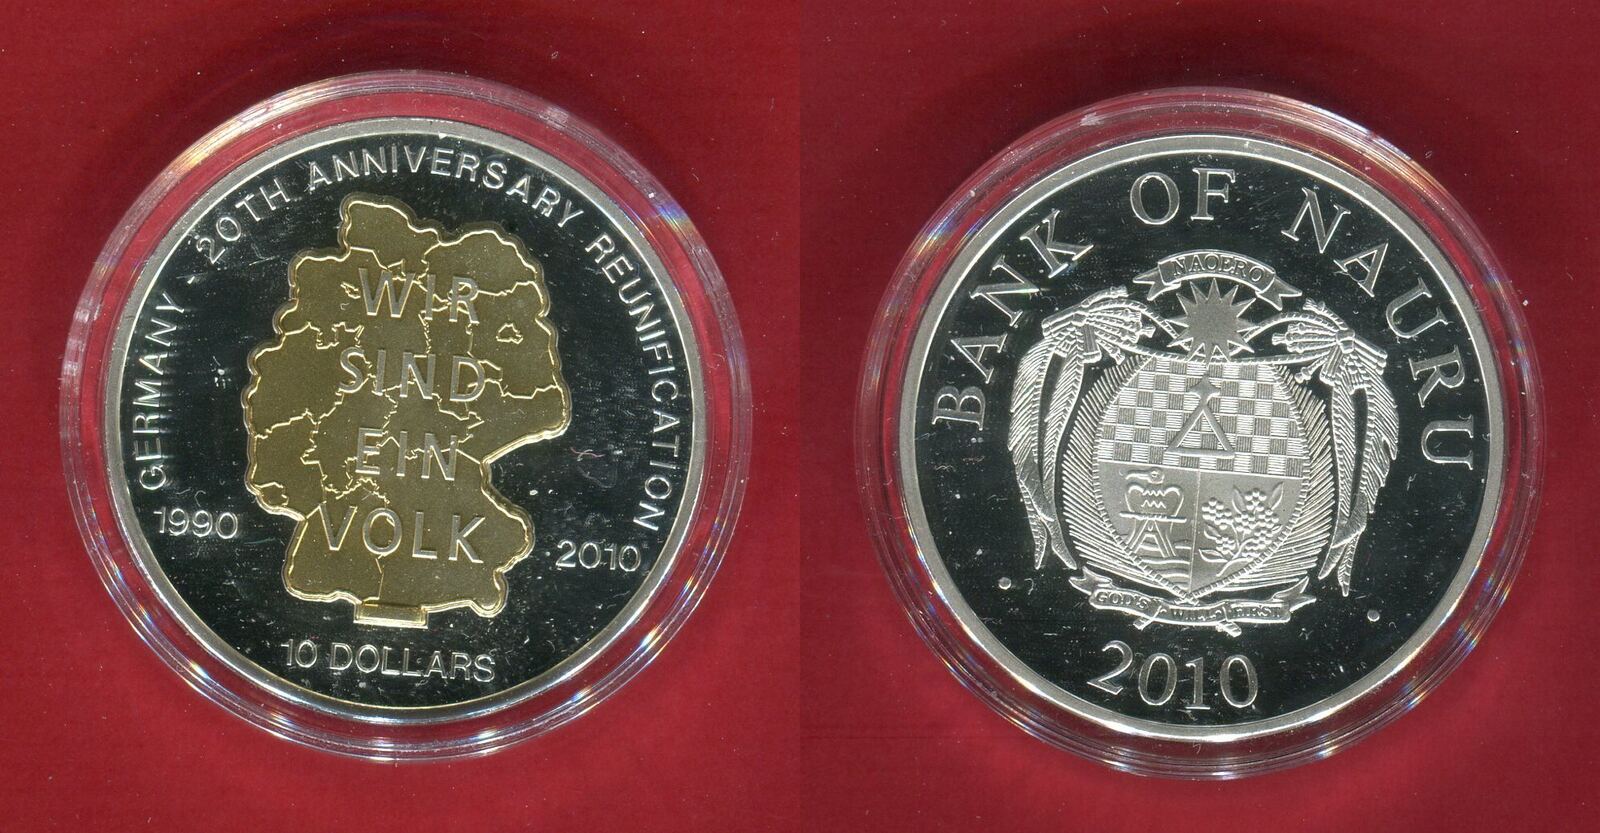 GERMANY - 20TH ANNIVERSARY REUNIFICATION
WIR
SIND
EIN
VOLK
1990
2010
10 DOLLARS
BANK OF NAURU
NAOERO
GOD'S WILL FIRST
2010